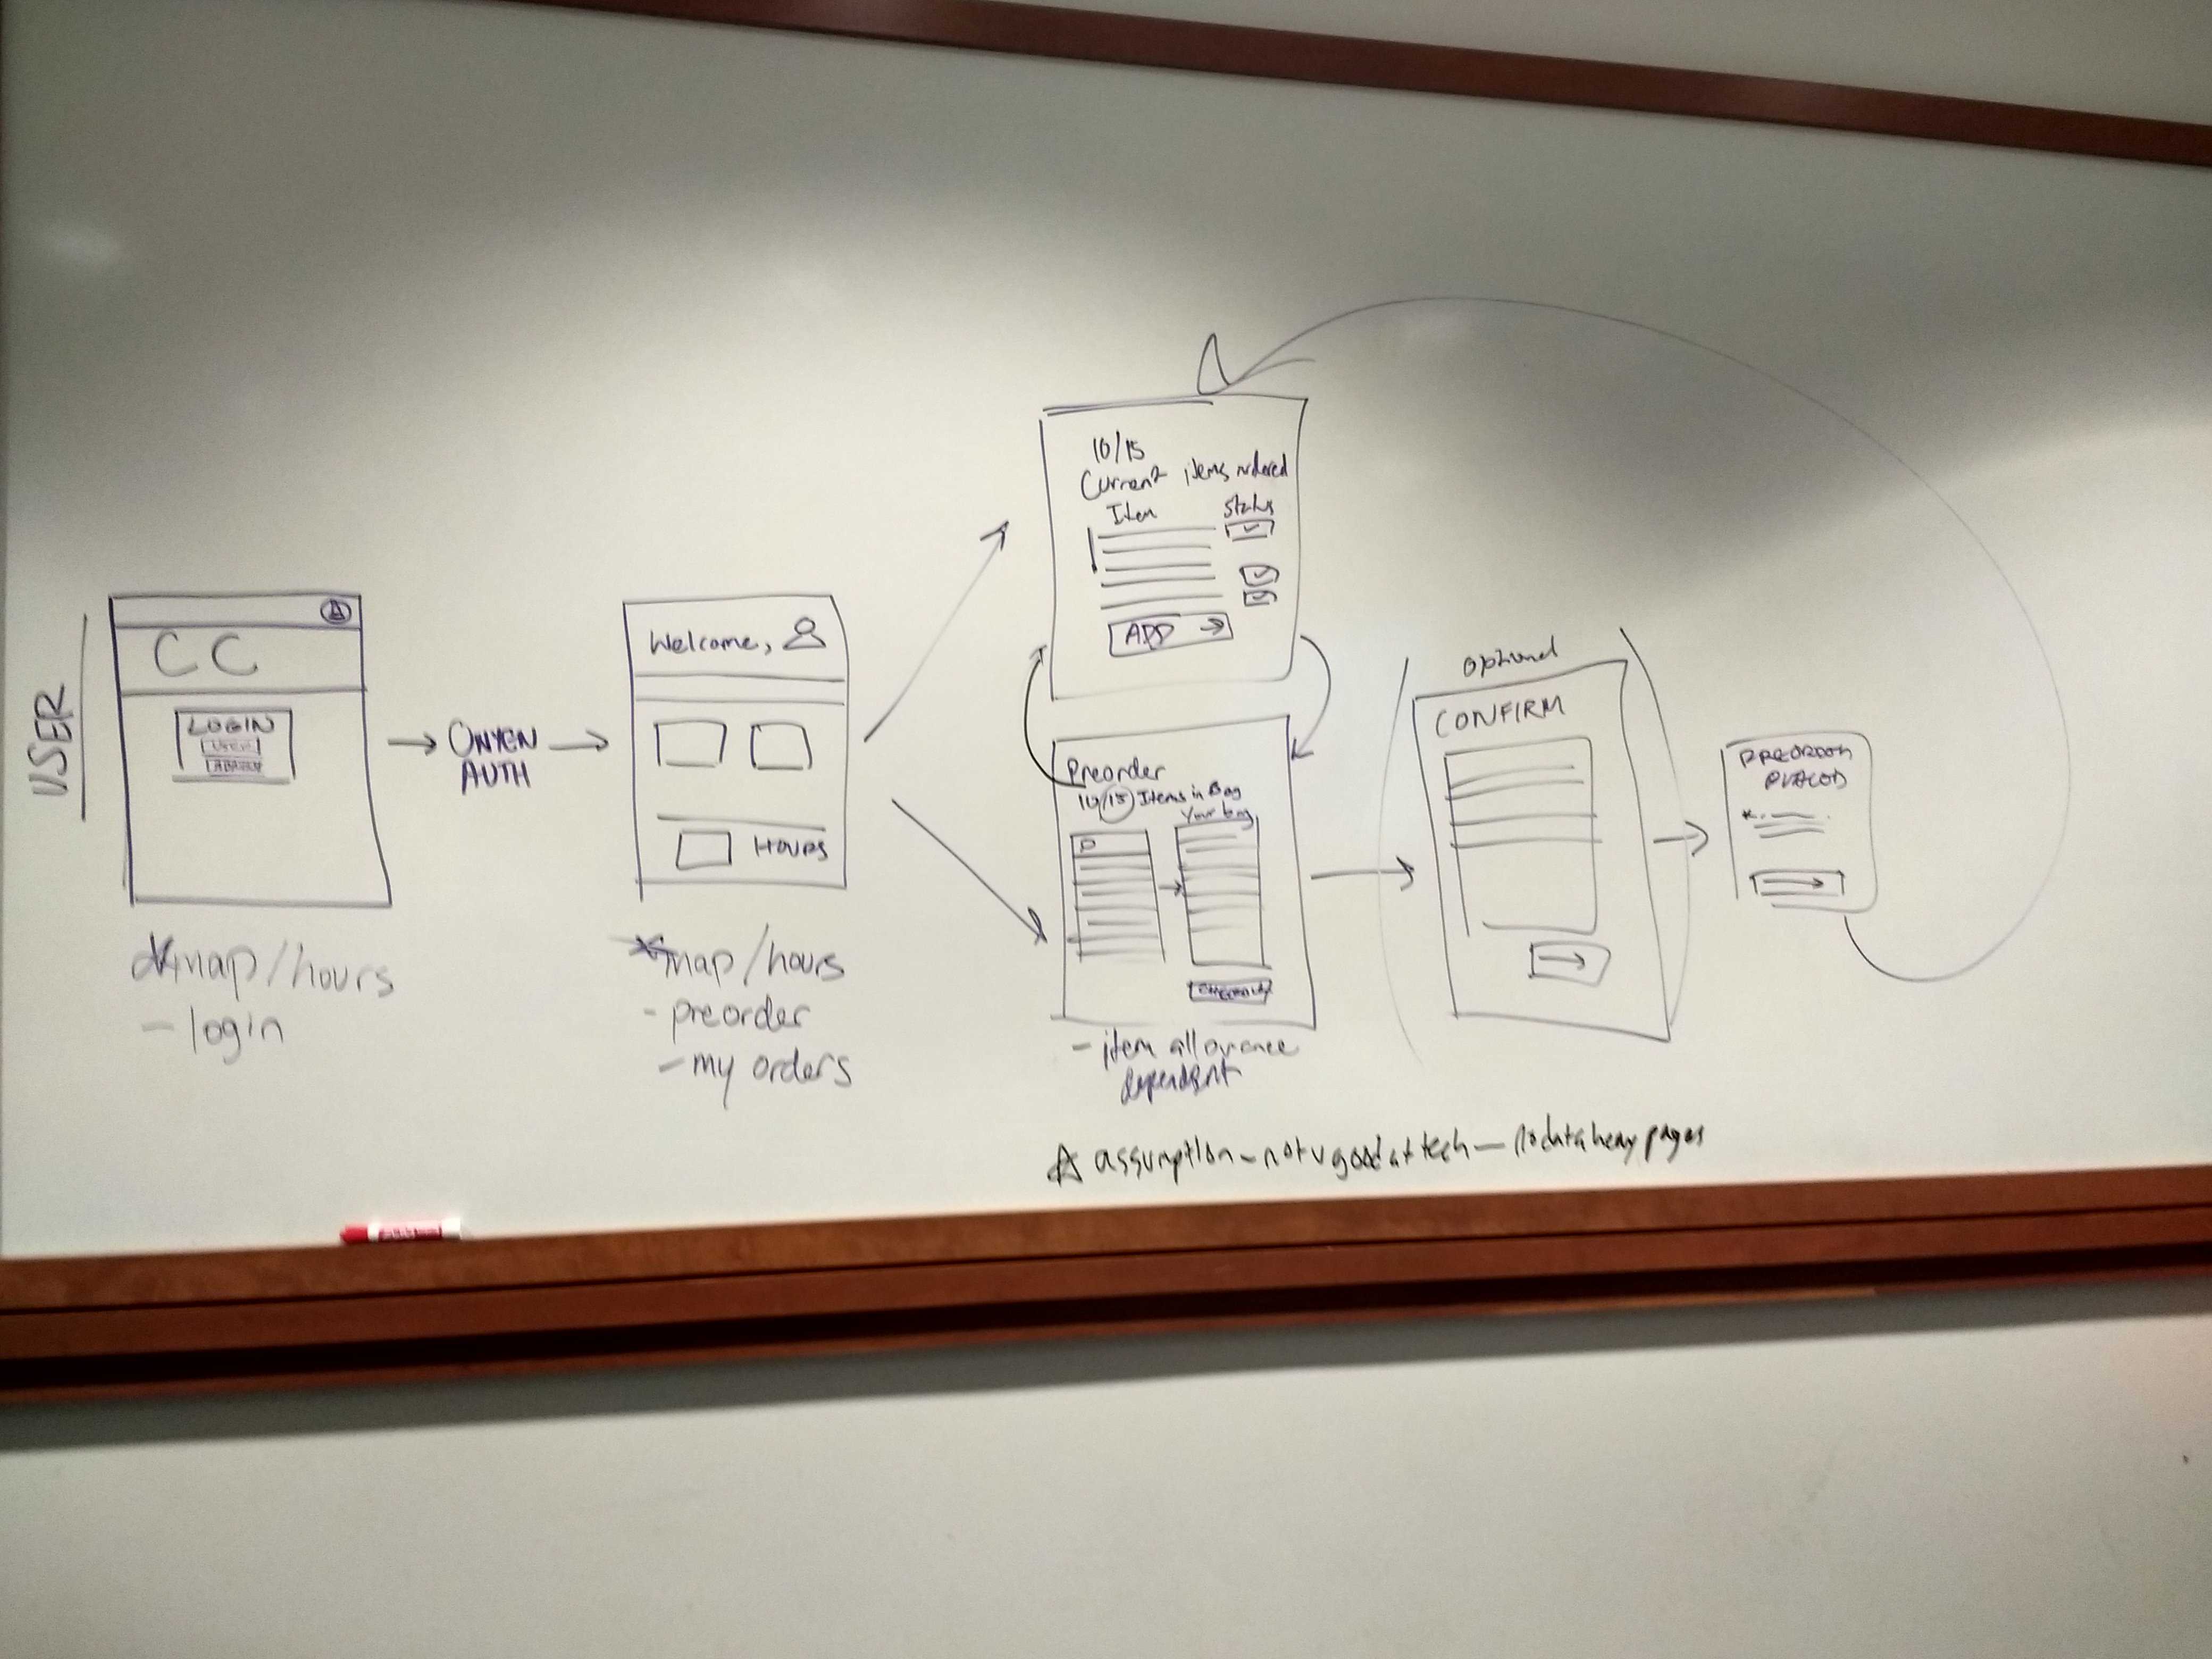 USER
CC
LOGIN
USER
*map/hours
- login
ONYEN
AUTH
Welcome,
HOURS
*map/hours
- preorder
- my orders
10/15
Current items ordered
Item Status
ADD →
Preorder
10/15 Items in Bag
Your bag
CHECKOUT
- item allowance
dependent
optional
CONFIRM
PREORDER
PLACED
assumption - not v good at tech - no data heavy pages